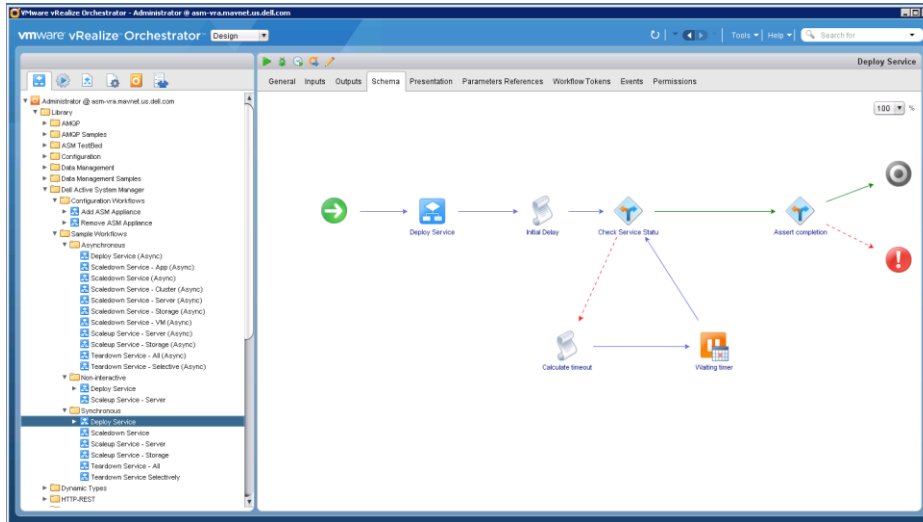 VMware vRealize Orchestrator - Administrator @ asm-vra.mavnet.us.dell.com
vmware vRealize Orchestrator Design
Tools Help Search for
Deploy Service
General Inputs Outputs Schema Presentation Parameters References Workflow Tokens Events Permissions
100 %
Administrator @ asm-vra.mavnet.us.dell.com
Library
AMQP
AMQP Samples
ASM TestBed
Configuration
Data Management
Data Management Samples
Dell Active System Manager
Configuration Workflows
Add ASM Appliance
Remove ASM Appliance
Sample Workflows
Asynchronous
Deploy Service (Async)
Scaledown Service - App (Async)
Scaledown Service (Async)
Scaledown Service - Cluster (Async)
Scaledown Service - Server (Async)
Scaledown Service - Storage (Async)
Scaledown Service - VM (Async)
Scaleup Service - Server (Async)
Scaleup Service - Storage (Async)
Teardown Service - All (Async)
Teardown Service - Selective (Async)
Non-interactive
Deploy Service
Scaleup Service - Server
Synchronous
Deploy Service
Scaledown Service
Scaleup Service - Server
Scaleup Service - Storage
Teardown Service - All
Teardown Service Selectively
Dynamic Types
HTTP-REST
Deploy Service
Initial Delay
Check Service Statu
Assert completion
Calculate timeout
Waiting timer